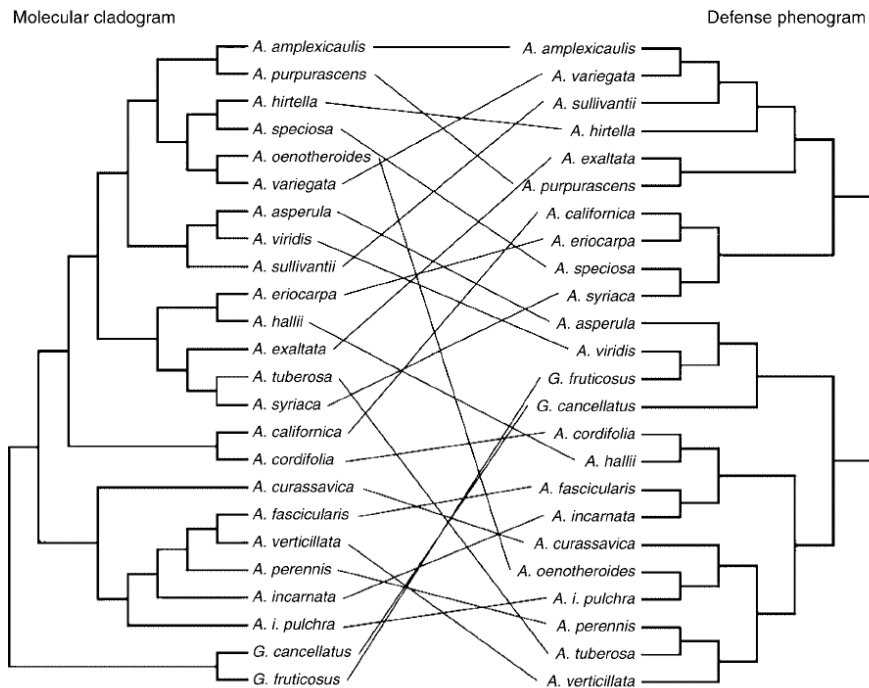 Molecular cladogram
Defense phenogram
A. amplexicaulis
A. purpurascens
A. hirtella
A. speciosa
A. oenotheroides
A. variegata
A. asperula
A. viridis
A. sullivantii
A. eriocarpa
A. hallii
A. exaltata
A. tuberosa
A. syriaca
A. californica
A. cordifolia
A. curassavica
A. fascicularis
A. verticillata
A. perennis
A. incarnata
A. i. pulchra
G. cancellatus
G. fruticosus
A. amplexicaulis
A. variegata
A. sullivantii
A. hirtella
A. exaltata
A. purpurascens
A. californica
A. eriocarpa
A. speciosa
A. syriaca
A. asperula
A. viridis
G. fruticosus
G. cancellatus
A. cordifolia
A. hallii
A. fascicularis
A. incarnata
A. curassavica
A. oenotheroides
A. i. pulchra
A. perennis
A. tuberosa
A. verticillata